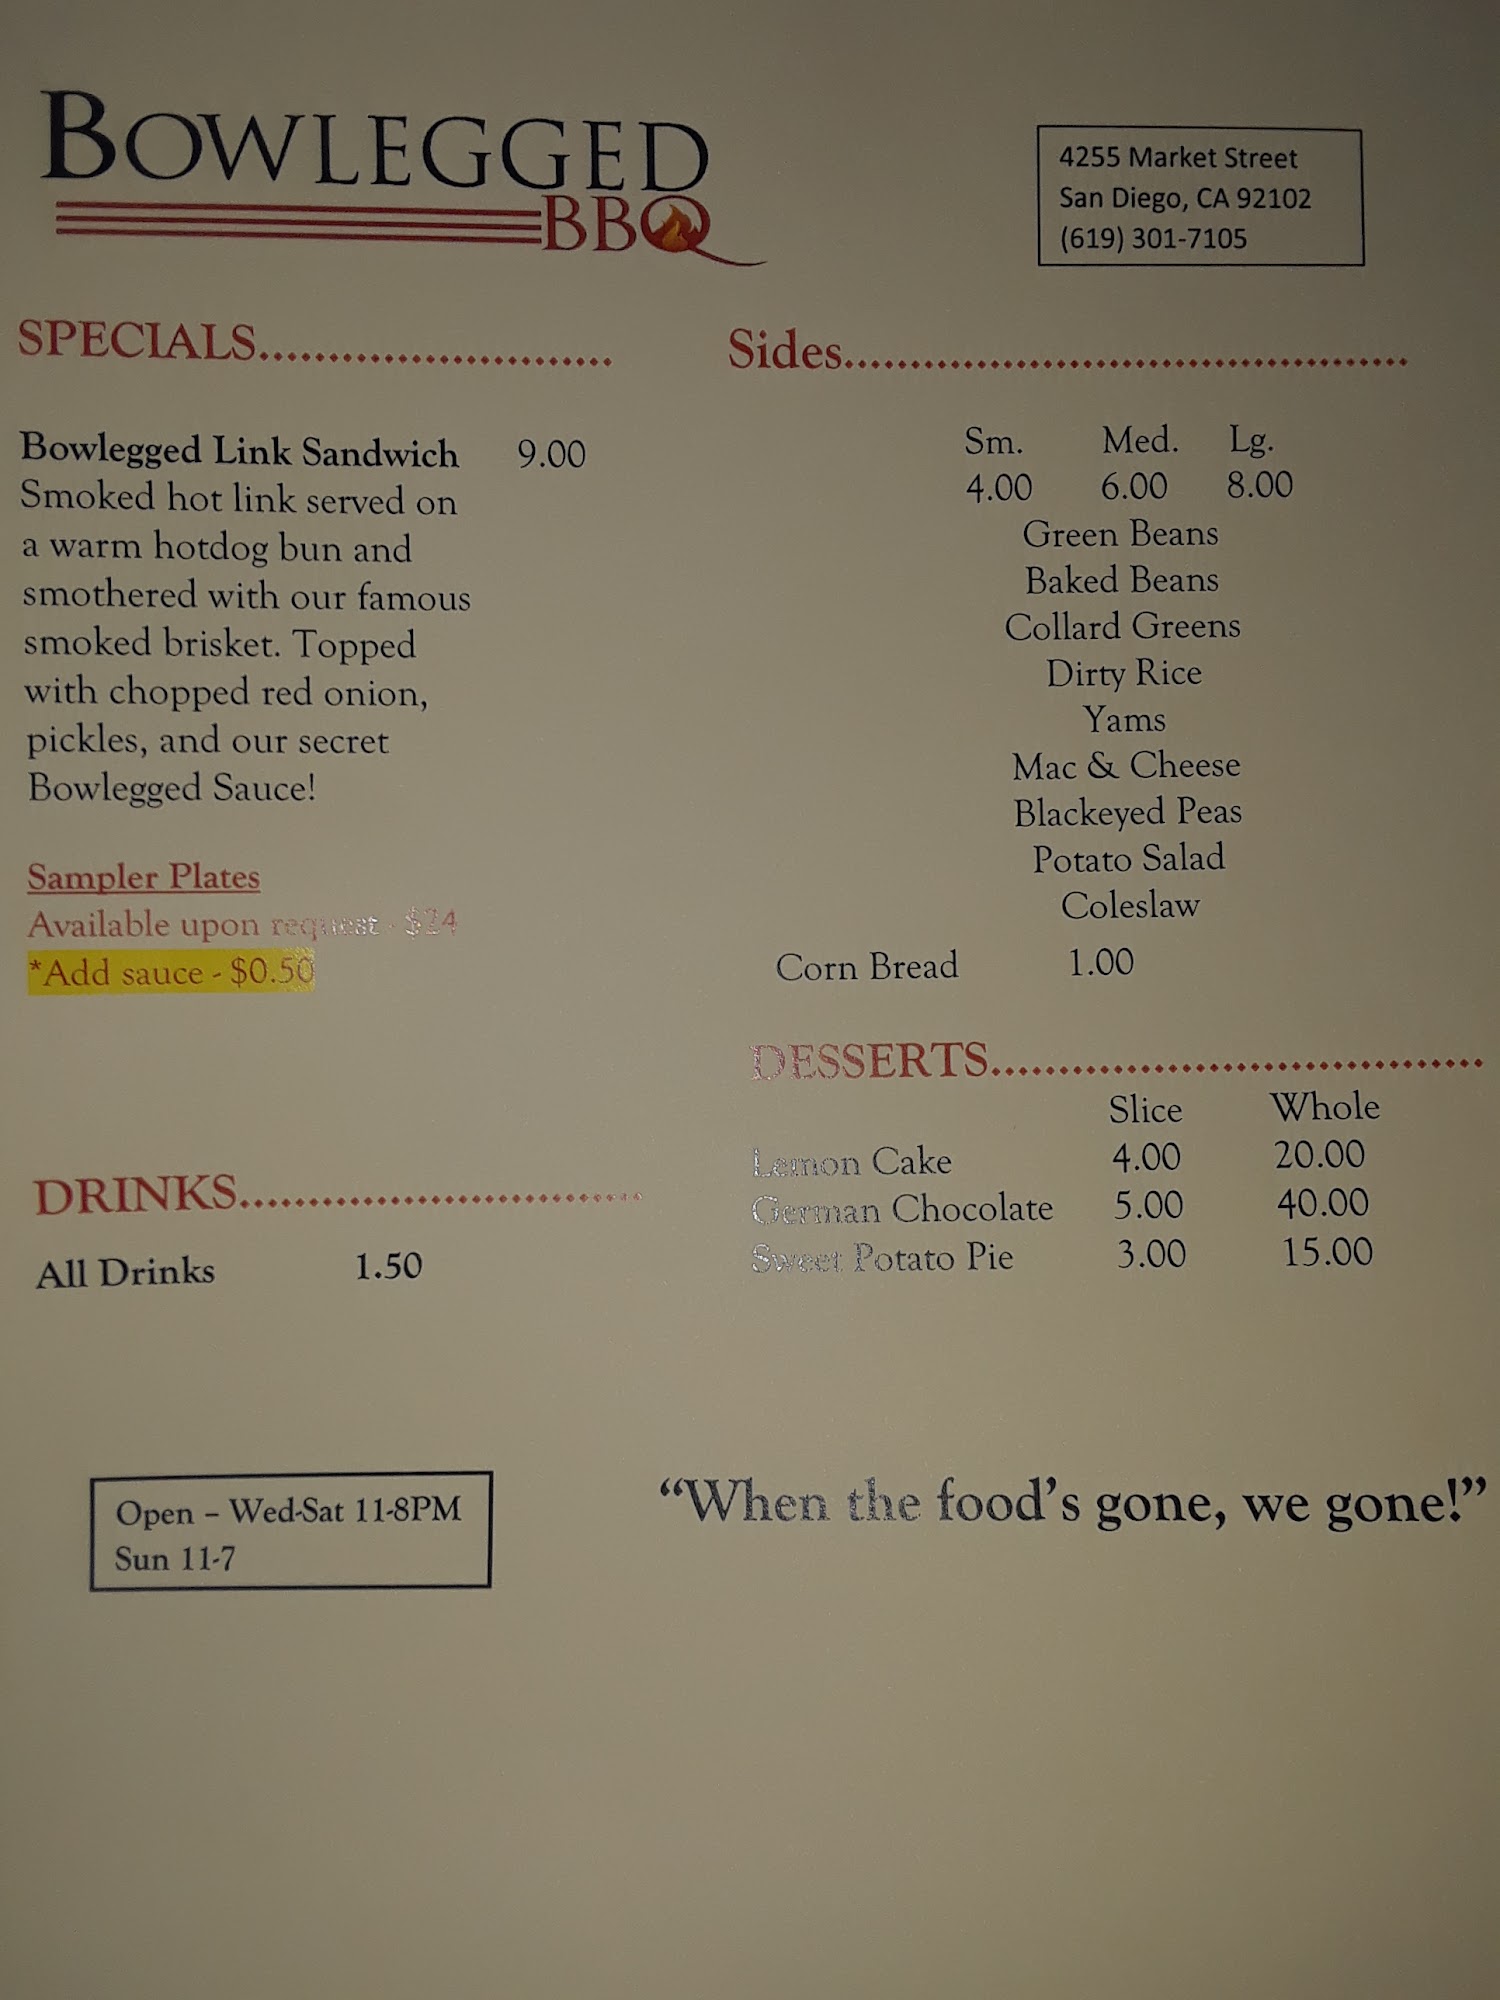 BOWLEGGED
BBQ
4255 Market Street
San Diego, CA 92102
(619) 301-7105
SPECIALS..........................
Bowlegged Link Sandwich 9.00
Smoked hot link served on
a warm hotdog bun and
smothered with our famous
smoked brisket. Topped
with chopped red onion,
pickles, and our secret
Bowlegged Sauce!
Sampler Plates
Available upon request - $24
*Add sauce - $0.50
DRINKS..............................
All Drinks 1.50
Sides..........................................
Sm. Med. Lg.
4.00 6.00 8.00
Green Beans
Baked Beans
Collard Greens
Dirty Rice
Yams
Mac & Cheese
Blackeyed Peas
Potato Salad
Coleslaw
Corn Bread 1.00
DESSERTS.....................................
Slice Whole
Lemon Cake 4.00 20.00
German Chocolate 5.00 40.00
Sweet Potato Pie 3.00 15.00
Open – Wed-Sat 11-8PM
Sun 11-7
“When the food’s gone, we gone!”